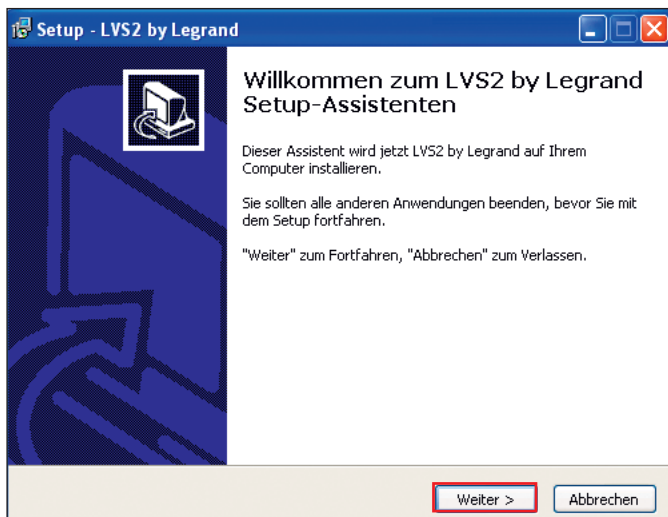 Setup - LVS2 by Legrand
Willkommen zum LVS2 by Legrand
Setup-Assistenten
Dieser Assistent wird jetzt LVS2 by Legrand auf Ihrem
Computer installieren.
Sie sollten alle anderen Anwendungen beenden, bevor Sie mit
dem Setup fortfahren.
"Weiter" zum Fortfahren, "Abbrechen" zum Verlassen.
Weiter > Abbrechen